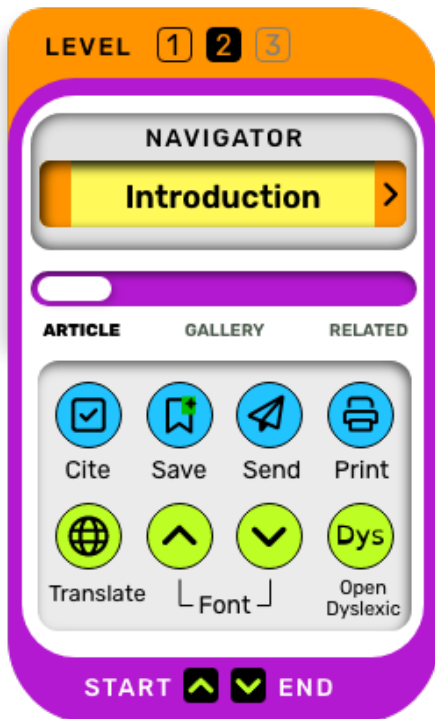 LEVEL 1 2 3
NAVIGATOR
Introduction
ARTICLE GALLERY RELATED
Cite Save Send Print
Dys
Translate Font Open Dyslexic
START END